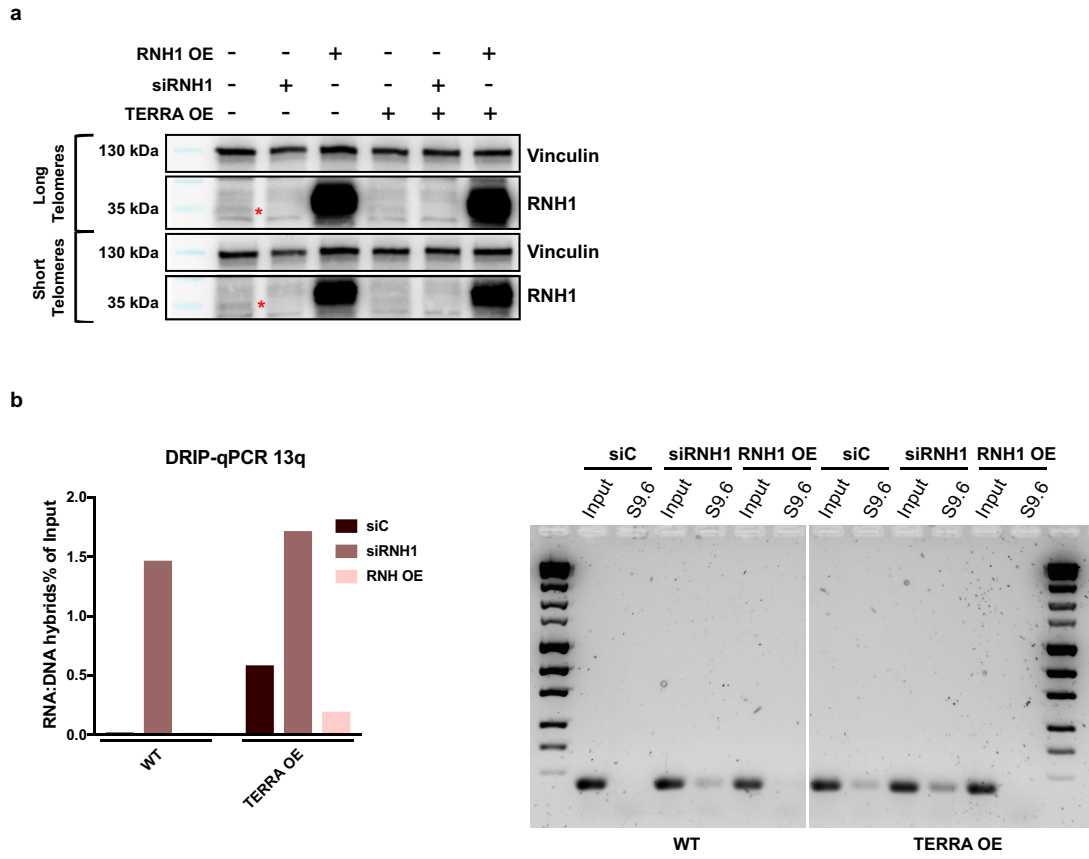 a
RNH1 OE - - + - - +
siRNH1 - + - - + -
TERRA OE - - - + + +
Long Telomeres
130 kDa Vinculin
35 kDa * RNH1
Short Telomeres
130 kDa Vinculin
35 kDa * RNH1
b
DRIP-qPCR 13q
RNA:DNA hybrids% of Input
2.0
1.5
1.0
0.5
0.0
siC
siRNH1
RNH OE
WT
TERRA OE
siC siRNH1 RNH1 OE siC siRNH1 RNH1 OE
Input S9.6 Input S9.6 Input S9.6 Input S9.6 Input S9.6 Input S9.6
WT TERRA OE